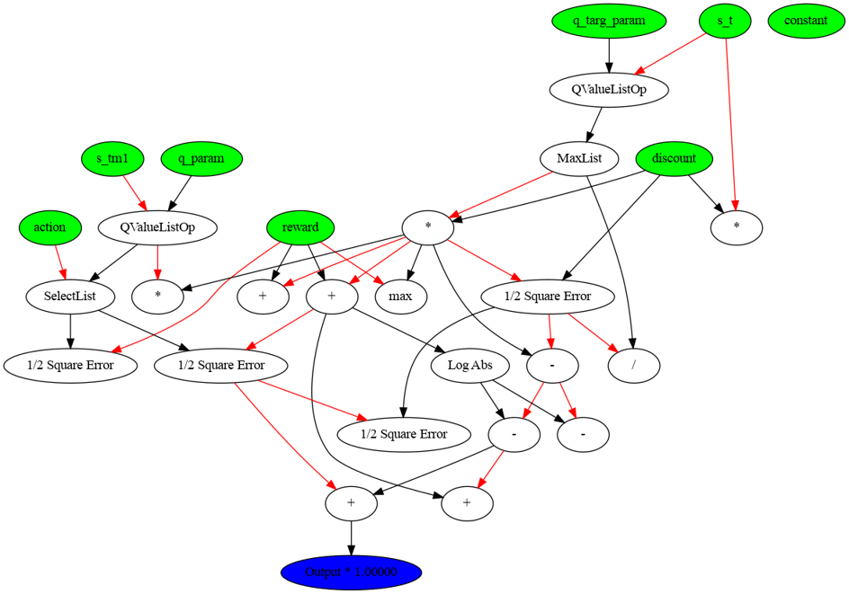 q_targ_param
s_t
constant
QValueListOp
s_tm1
q_param
MaxList
discount
action
QValueListOp
reward
*
*
SelectList
*
+
+
max
1/2 Square Error
1/2 Square Error
1/2 Square Error
Log Abs
-
/
1/2 Square Error
-
-
+
+
Output * 1.00000